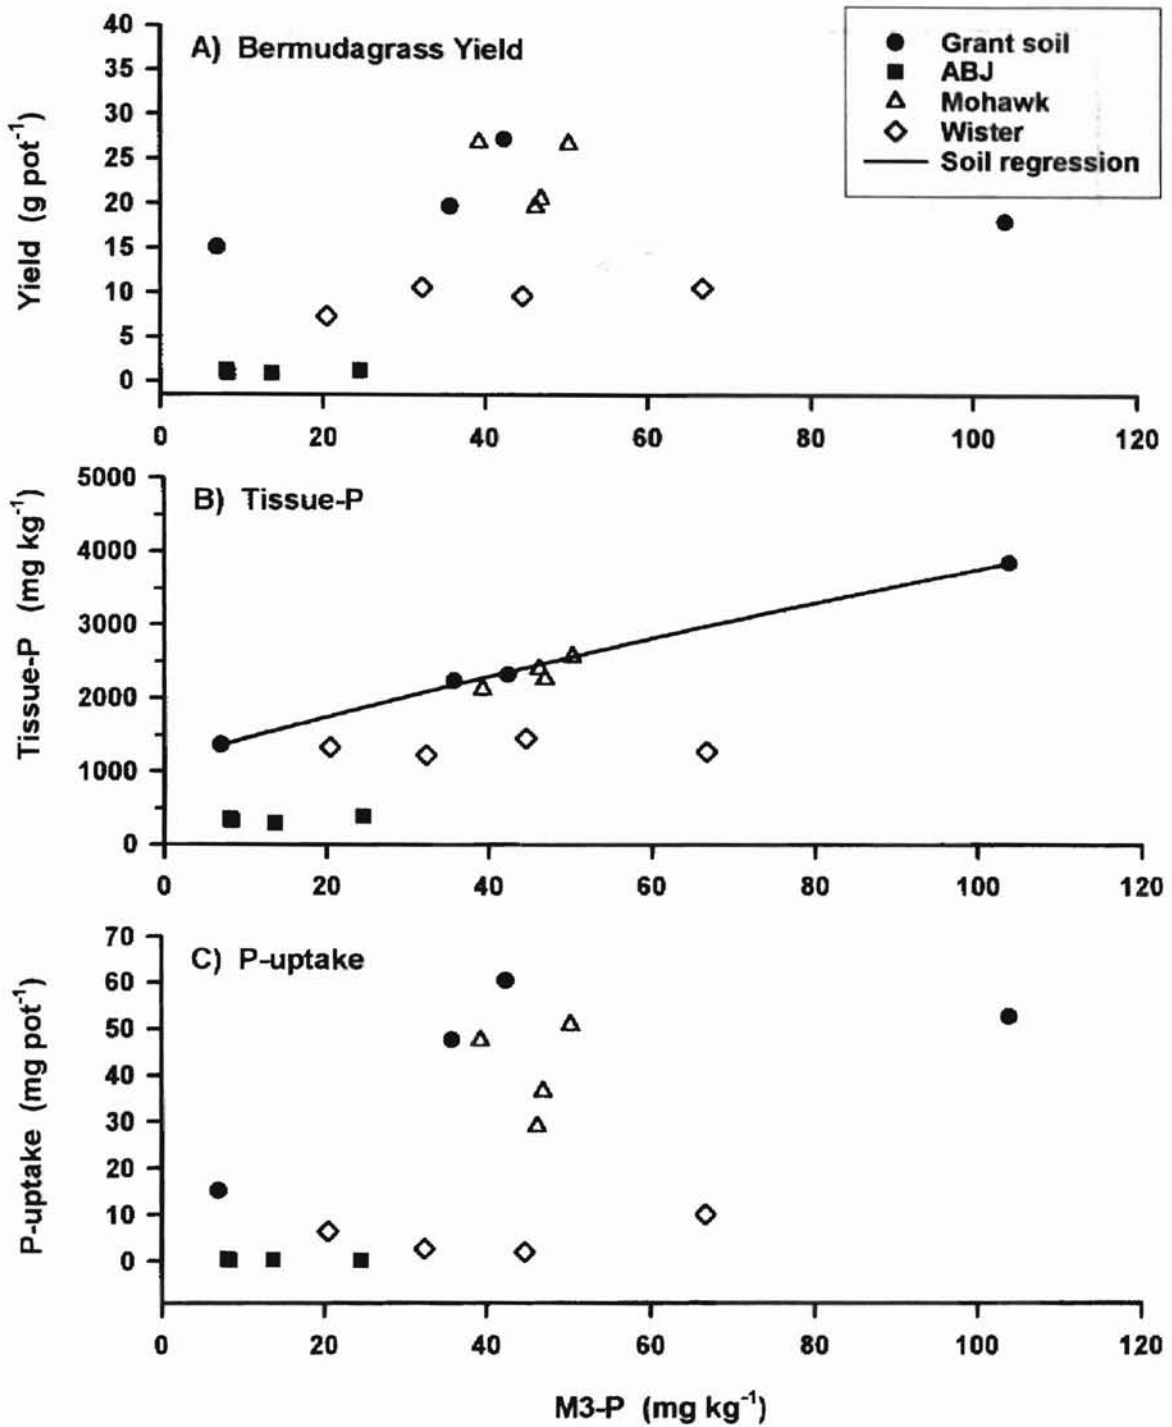 A) Bermudagrass Yield
Grant soil
ABJ
Mohawk
Wister
Soil regression
Yield (g pot⁻¹)
40
35
30
25
20
15
10
5
0
0 20 40 60 80 100 120
B) Tissue-P
Tissue-P (mg kg⁻¹)
5000
4000
3000
2000
1000
0
0 20 40 60 80 100 120
C) P-uptake
P-uptake (mg pot⁻¹)
70
60
50
40
30
20
10
0
0 20 40 60 80 100 120
M3-P (mg kg⁻¹)